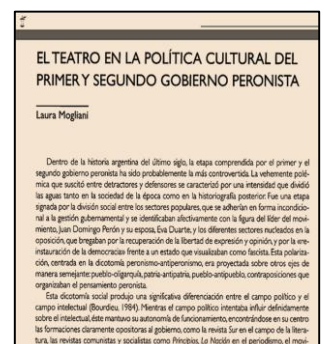 EL TEATRO EN LA POLÍTICA CULTURAL DEL
PRIMER Y SEGUNDO GOBIERNO PERONISTA
Laura Mogliani
Dentro de la historia argentina del último siglo, la etapa comprendida por el primer y el
segundo gobierno peronista ha sido probablemente la más controvertida. La vehemente polé-
mica que suscitó entre detractores y defensores se caracterizó por una intensidad que dividió
las aguas tanto en la sociedad de la época como en la historiografía posterior. Fue una etapa
signada por la división social entre los sectores populares, que se adherían en forma incondicio-
nal a la gestión gubernamental y se identificaban afectivamente con la figura del líder del movi-
miento, Juan Domingo Perón y su esposa, Eva Duarte, y los diferentes sectores nucleados en la
oposición, que bregaban por la recuperación de la libertad de expresión y opinión, y por la «re-
instauración de la democracia» frente a un estado que visualizaban como fascista. Esta polariza-
ción, centrada en la dicotomía peronismo-antiperonismo, era proyectada sobre otros ejes de
manera semejante: pueblo-oligarquía, patria-antipatria, pueblo-antipueblo, contraposiciones que
organizaban el pensamiento peronista.
Esta dicotomía social produjo una significativa diferenciación entre el campo político y el
campo intelectual (Bourdieu, 1984). Mientras el campo político intentaba influir definidamente
sobre el intelectual, éste mantuvo su autonomía de funcionamiento, encontrándose en su centro
las formaciones claramente opositoras al gobierno, como la revista Sur en el campo de la litera-
tura, las revistas comunistas y socialistas como Principios, La Nación en el periodismo, el movi-